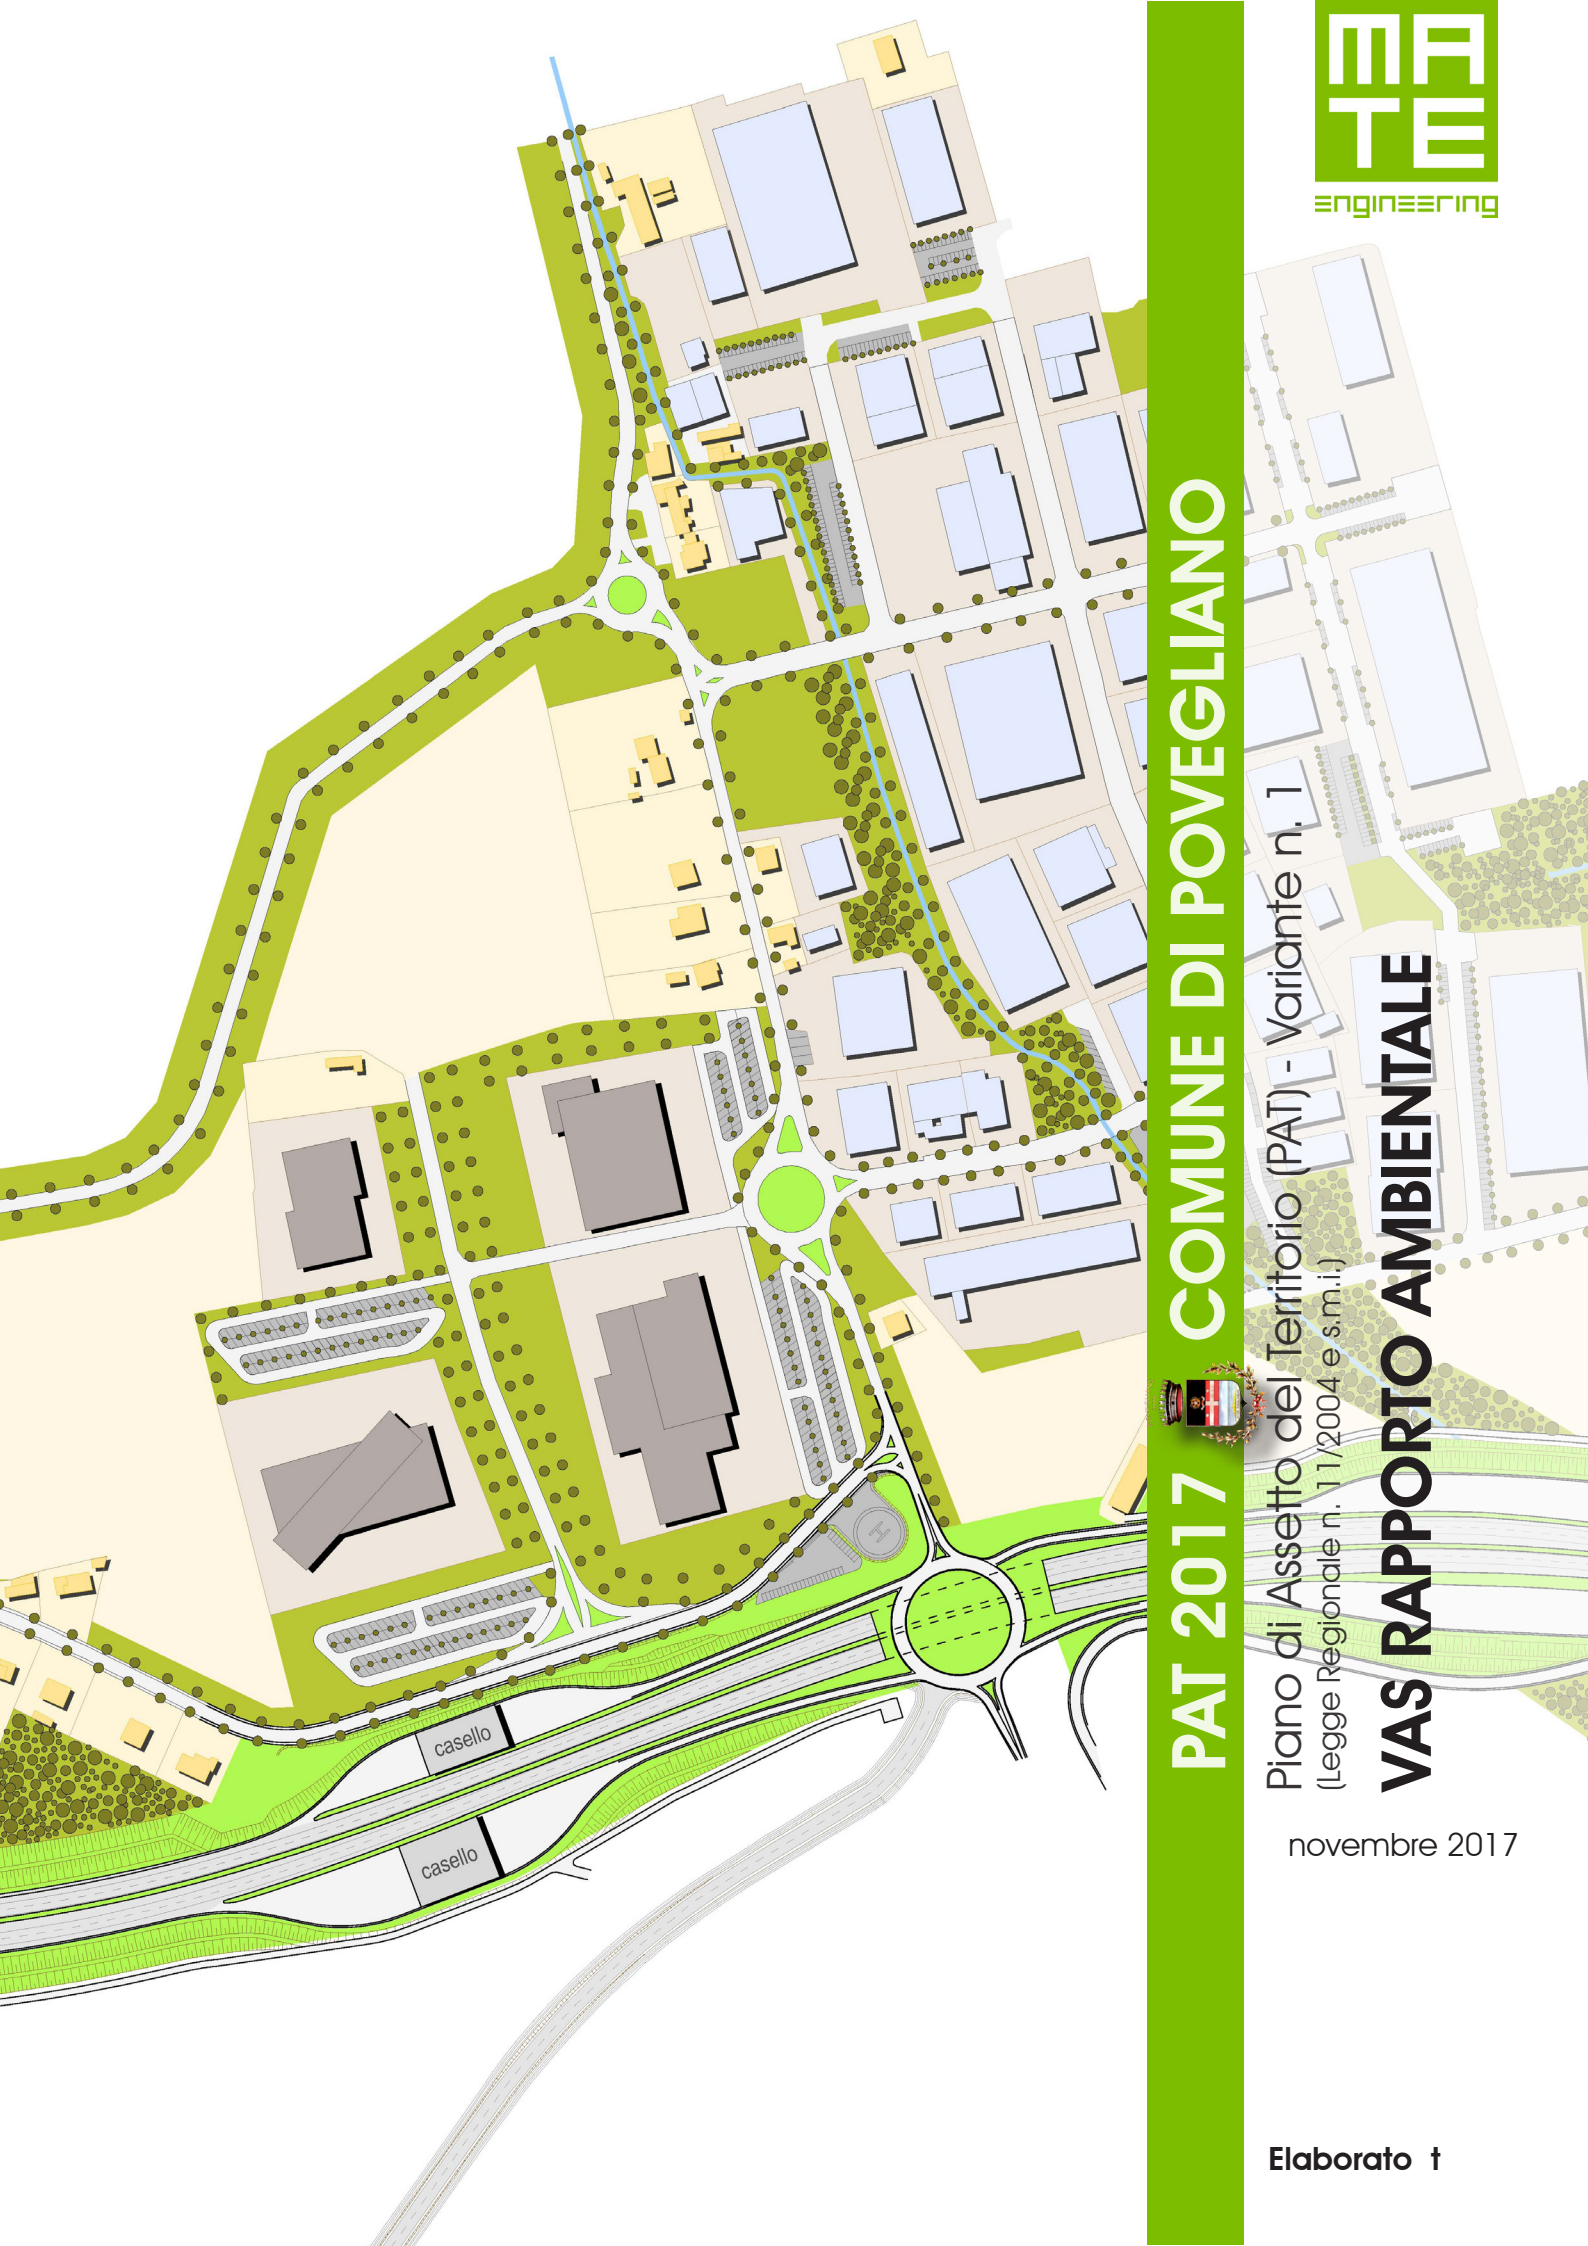 MA
TE
engineering
PAT 2017 COMUNE DI POVEGLIANO
Piano di Assetto del Territorio (PAT) - Variante n. 1
(Legge Regionale n. 11/2004 e s.m.i.)
VAS RAPPORTO AMBIENTALE
novembre 2017
H
casello
casello
Elaborato t